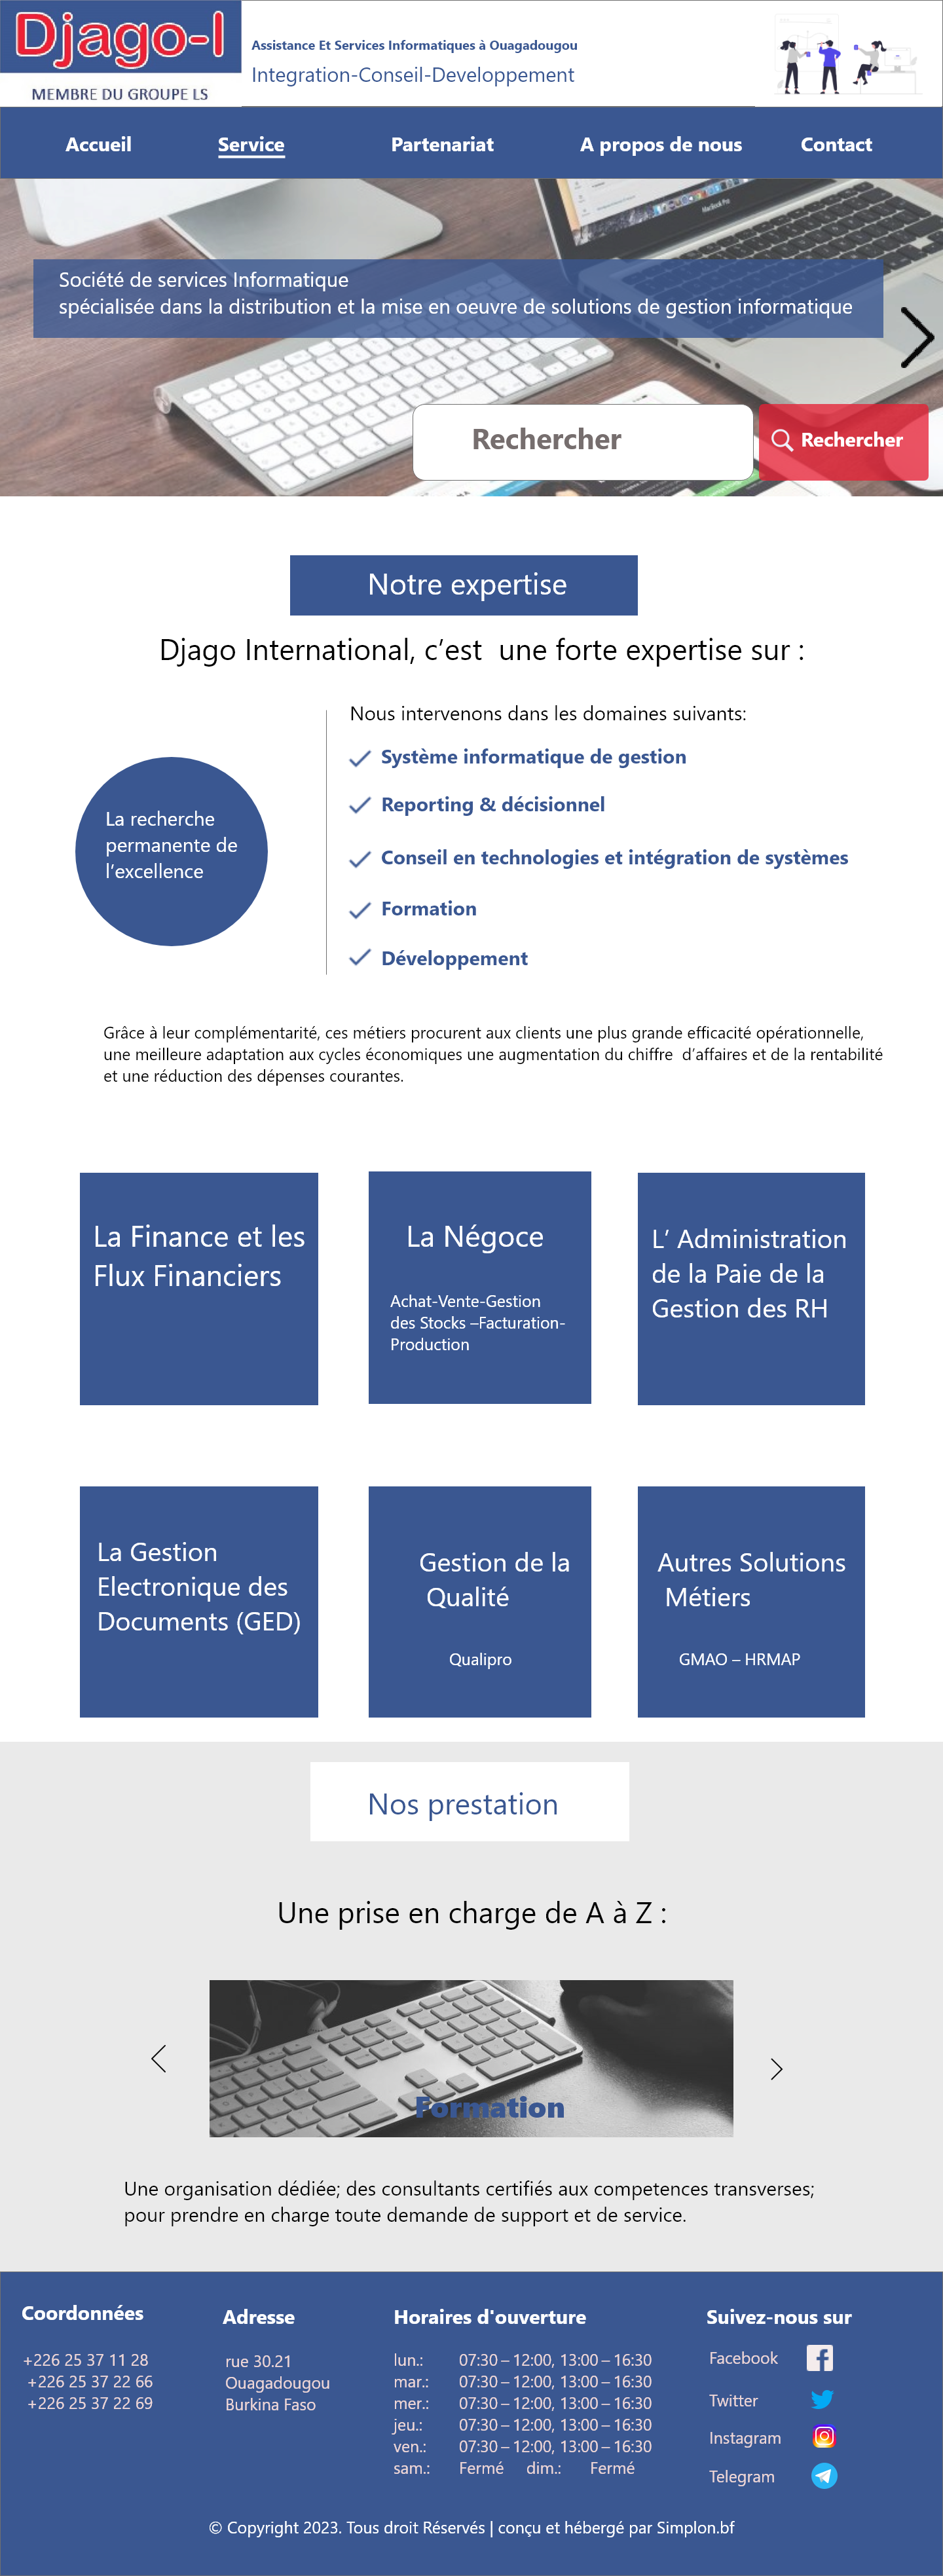 Djago-I
MEMBRE DU GROUPE LS
Assistance Et Services Informatiques à Ouagadougou
Integration-Conseil-Developpement
Accueil
Service
Partenariat
A propos de nous
Contact
MacBook Pro
Société de services Informatique
spécialisée dans la distribution et la mise en oeuvre de solutions de gestion informatique
Rechercher
Rechercher
Notre expertise
Djago International, c’est une forte expertise sur :
Nous intervenons dans les domaines suivants:
Système informatique de gestion
Reporting & décisionnel
La recherche
permanente de
l’excellence
Conseil en technologies et intégration de systèmes
Formation
Développement
Grâce à leur complémentarité, ces métiers procurent aux clients une plus grande efficacité opérationnelle,
une meilleure adaptation aux cycles économiques une augmentation du chiffre d’affaires et de la rentabilité
et une réduction des dépenses courantes.
La Finance et les
Flux Financiers
La Négoce
Achat-Vente-Gestion
des Stocks –Facturation-
Production
L’ Administration
de la Paie de la
Gestion des RH
La Gestion
Electronique des
Documents (GED)
Gestion de la
Qualité
Qualipro
Autres Solutions
Métiers
GMAO – HRMAP
Nos prestation
Une prise en charge de A à Z :
Formation
Une organisation dédiée; des consultants certifiés aux competences transverses;
pour prendre en charge toute demande de support et de service.
Coordonnées
+226 25 37 11 28
+226 25 37 22 66
+226 25 37 22 69
Adresse
rue 30.21
Ouagadougou
Burkina Faso
Horaires d'ouverture
lun.: 07:30 – 12:00, 13:00 – 16:30
mar.: 07:30 – 12:00, 13:00 – 16:30
mer.: 07:30 – 12:00, 13:00 – 16:30
jeu.: 07:30 – 12:00, 13:00 – 16:30
ven.: 07:30 – 12:00, 13:00 – 16:30
sam.: Fermé dim.: Fermé
Suivez-nous sur
Facebook
Twitter
Instagram
Telegram
© Copyright 2023. Tous droit Réservés | conçu et hébergé par Simplon.bf